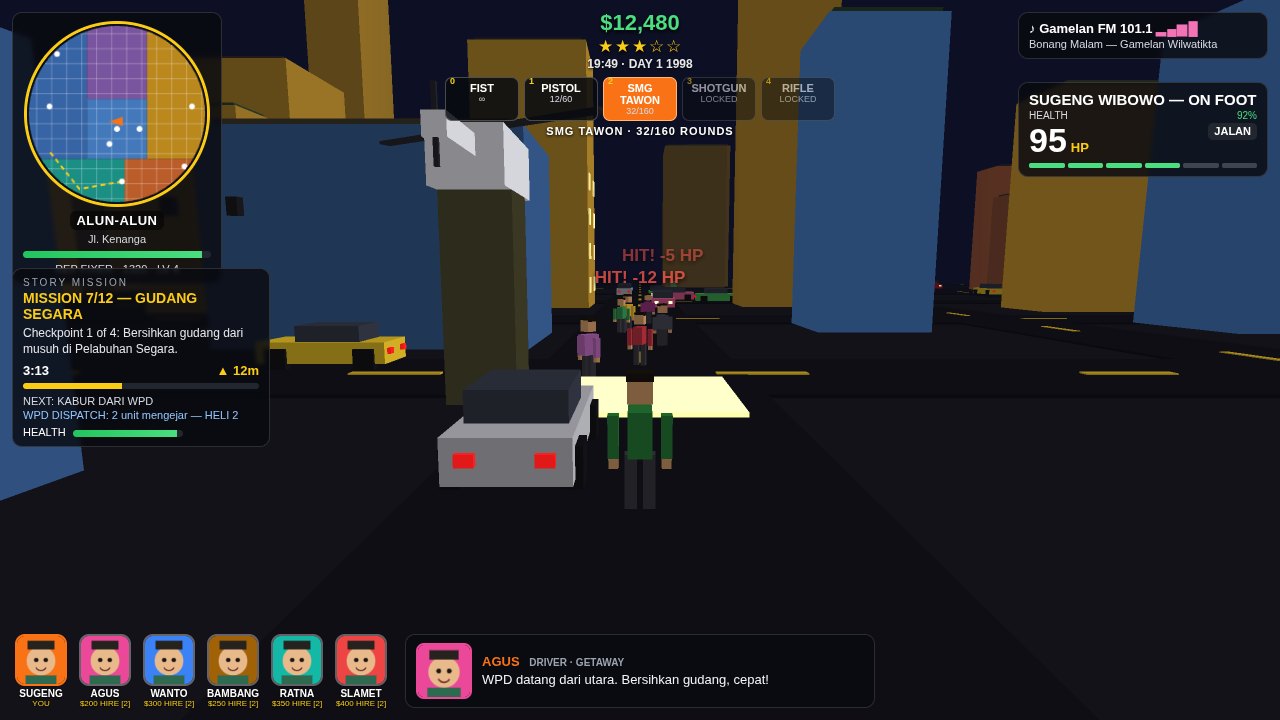 $12,480
★★★☆☆
19:49 · DAY 1 1998
0 FIST ∞
1 PISTOL 12/60
2 SMG TAWON 32/160
3 SHOTGUN LOCKED
4 RIFLE LOCKED
SMG TAWON · 32/160 ROUNDS
♪ Gamelan FM 101.1
Bonang Malam — Gamelan Wilwatikta
SUGENG WIBOWO — ON FOOT
HEALTH 92%
95 HP
JALAN
ALUN-ALUN
Jl. Kenanga
HIT! -5 HP
HIT! -12 HP
STORY MISSION
MISSION 7/12 — GUDANG
SEGARA
Checkpoint 1 of 4: Bersihkan gudang dari
musuh di Pelabuhan Segara.
3:13 ▲ 12m
NEXT: KABUR DARI WPD
WPD DISPATCH: 2 unit mengejar — HELI 2
HEALTH
SUGENG
YOU
AGUS
$200 HIRE [2]
WANTO
$300 HIRE [2]
BAMBANG
$250 HIRE [2]
RATNA
$350 HIRE [2]
SLAMET
$400 HIRE [2]
AGUS DRIVER · GETAWAY
WPD datang dari utara. Bersihkan gudang, cepat!